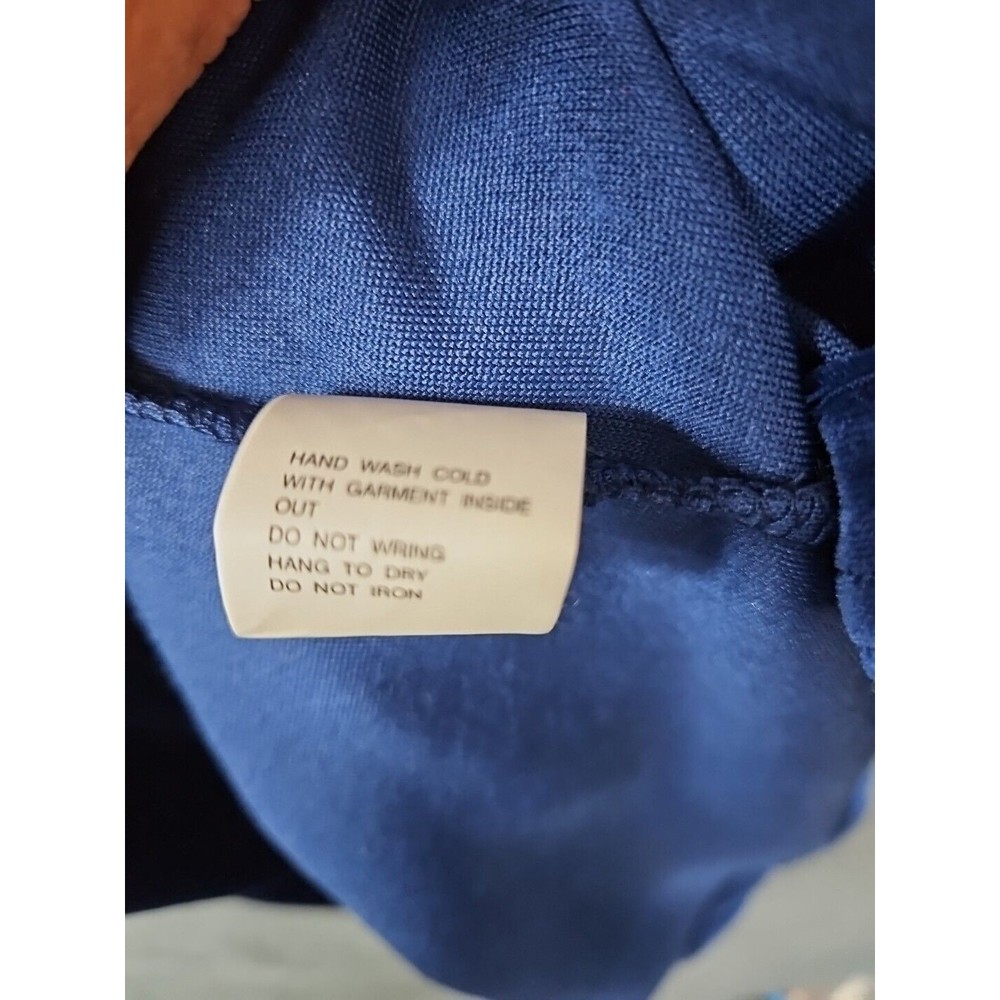 HAND WASH COLD
WITH GARMENT INSIDE
OUT
DO NOT WRING
HANG TO DRY
DO NOT IRON